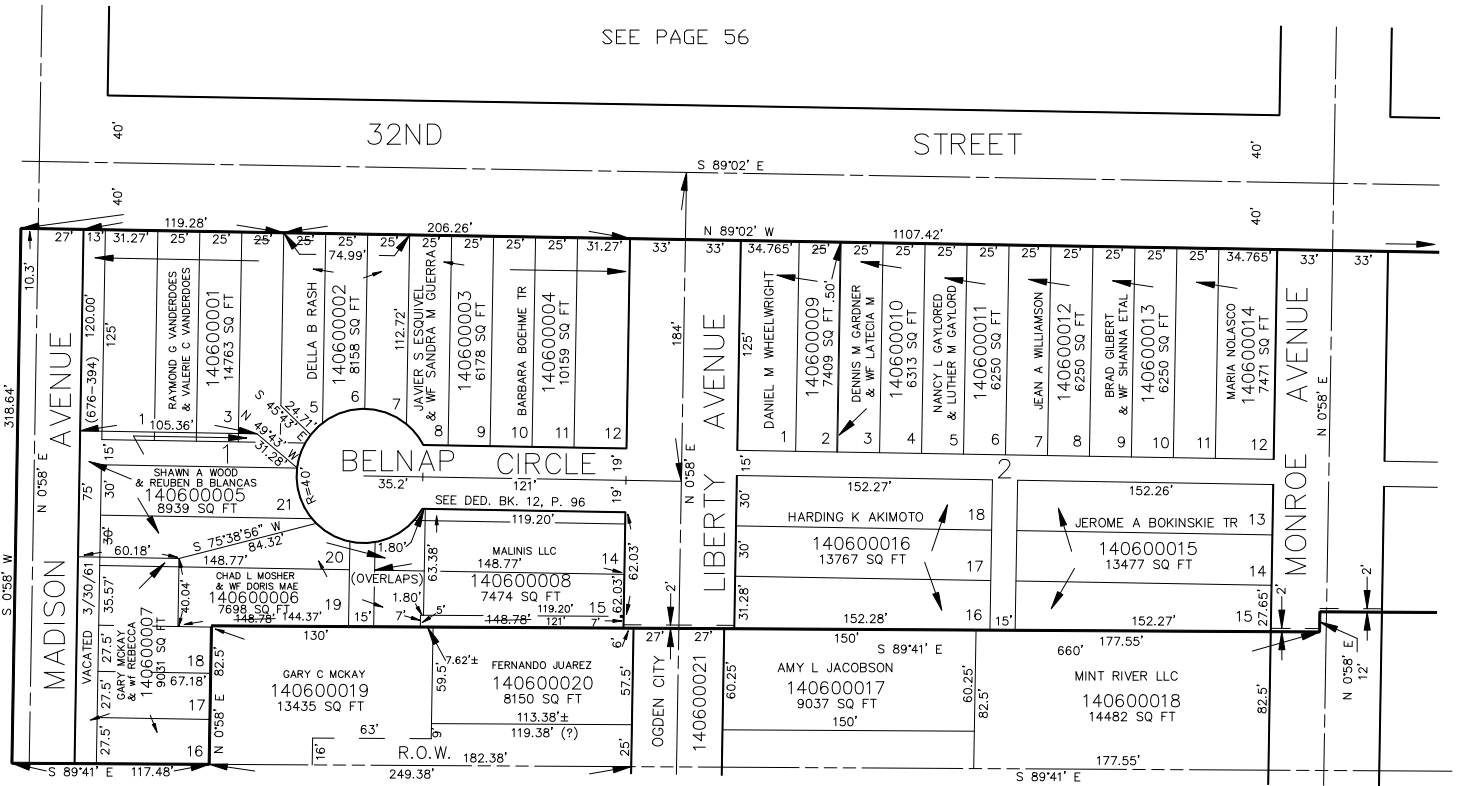 SEE PAGE 56
40'
32ND
STREET
40'
S 89°02' E
40'
40'
119.28'
206.26'
N 89°02' W
1107.42'
27'
13'
31.27'
25'
25'
25'
25'
25'
25'
25'
25'
25'
25'
31.27'
33'
33'
34.765'
25'
25'
25'
25'
25'
25'
25'
25'
25'
25'
34.765'
33'
33'
74.99'
10.3'
318.64'
S 0°58' W
N 0°58' E
MADISON AVENUE
(676-394)
120.00'
125'
RAYMOND G VANDERDOES
& VALERIE C VANDERDOES
140600001
14763 SQ FT
DELLA B RASH
140600002
8158 SQ FT
112.72'
JAVIER S ESQUIVEL
& WF SANDRA M GUERRA
140600003
6178 SQ FT
BARBARA BOEHME TR
140600004
10159 SQ FT
184'
LIBERTY AVENUE
N 0°58' E
125'
DANIEL M WHEELWRIGHT
140600009
7409 SQ FT
.50'
DENNIS M GARDNER
& WF LATECIA M
140600010
6313 SQ FT
NANCY L GAYLORED
& LUTHER M GAYLORD
140600011
6250 SQ FT
JEAN A WILLIAMSON
140600012
6250 SQ FT
BRAD GILBERT
& WF SHANNA ETAL
140600013
6250 SQ FT
MARIA NOLASCO
140600014
7471 SQ FT
MONROE AVENUE
N 0°58' E
1
3
5
6
7
8
9
10
11
12
1
2
3
4
5
6
7
8
9
10
11
12
S 45°43' E
24.71'
N 49°43' W
31.28'
105.36'
1
R=40'
BELNAP CIRCLE
35.2'
121'
19'
19'
SEE DED. BK. 12, P. 96
119.20'
15'
30'
75'
30'
SHAWN A WOOD
& REUBEN B BLANCAS
140600005
8939 SQ FT
21
S 75°38'56" W
84.32'
60.18'
148.77'
20
1.80'
63.38'
MALINIS LLC
148.77'
14
(OVERLAPS)
140600008
7474 SQ FT
62.03'
62.03'
1.80'
119.20'
15
5'
148.78'
121'
7'
7'
15'
CHAD L MOSHER
& WF DORIS MAE
140600006
7698 SQ FT
19
148.78'
144.37'
40.04'
35.57'
VACATED 3/30/61
GARY MCKAY
& wf REBECCA
140600007
9031 SQ FT
27.5'
27.5'
27.5'
18
67.18'
17
16
82.5'
N 0°58' E
S 89°41' E
117.48'
130'
GARY C MCKAY
140600019
13435 SQ FT
7.62'±
59.5'
6'
FERNANDO JUAREZ
140600020
8150 SQ FT
57.5'
113.38'±
119.38' (?)
63'
16'
R.O.W.
182.38'
25'
249.38'
2'
6'
27'
27'
OGDEN CITY
140600021
2
15'
30'
30'
31.28'
152.27'
HARDING K AKIMOTO
18
140600016
13767 SQ FT
17
152.28'
16
15'
152.26'
JEROME A BOKINSKIE TR
13
140600015
13477 SQ FT
14
152.27'
15
27.65'
2'
2'
150'
S 89°41' E
660'
177.55'
60.25'
AMY L JACOBSON
140600017
9037 SQ FT
150'
60.25'
82.5'
MINT RIVER LLC
140600018
14482 SQ FT
82.5'
N 0°58' E
12'
177.55'
S 89°41' E